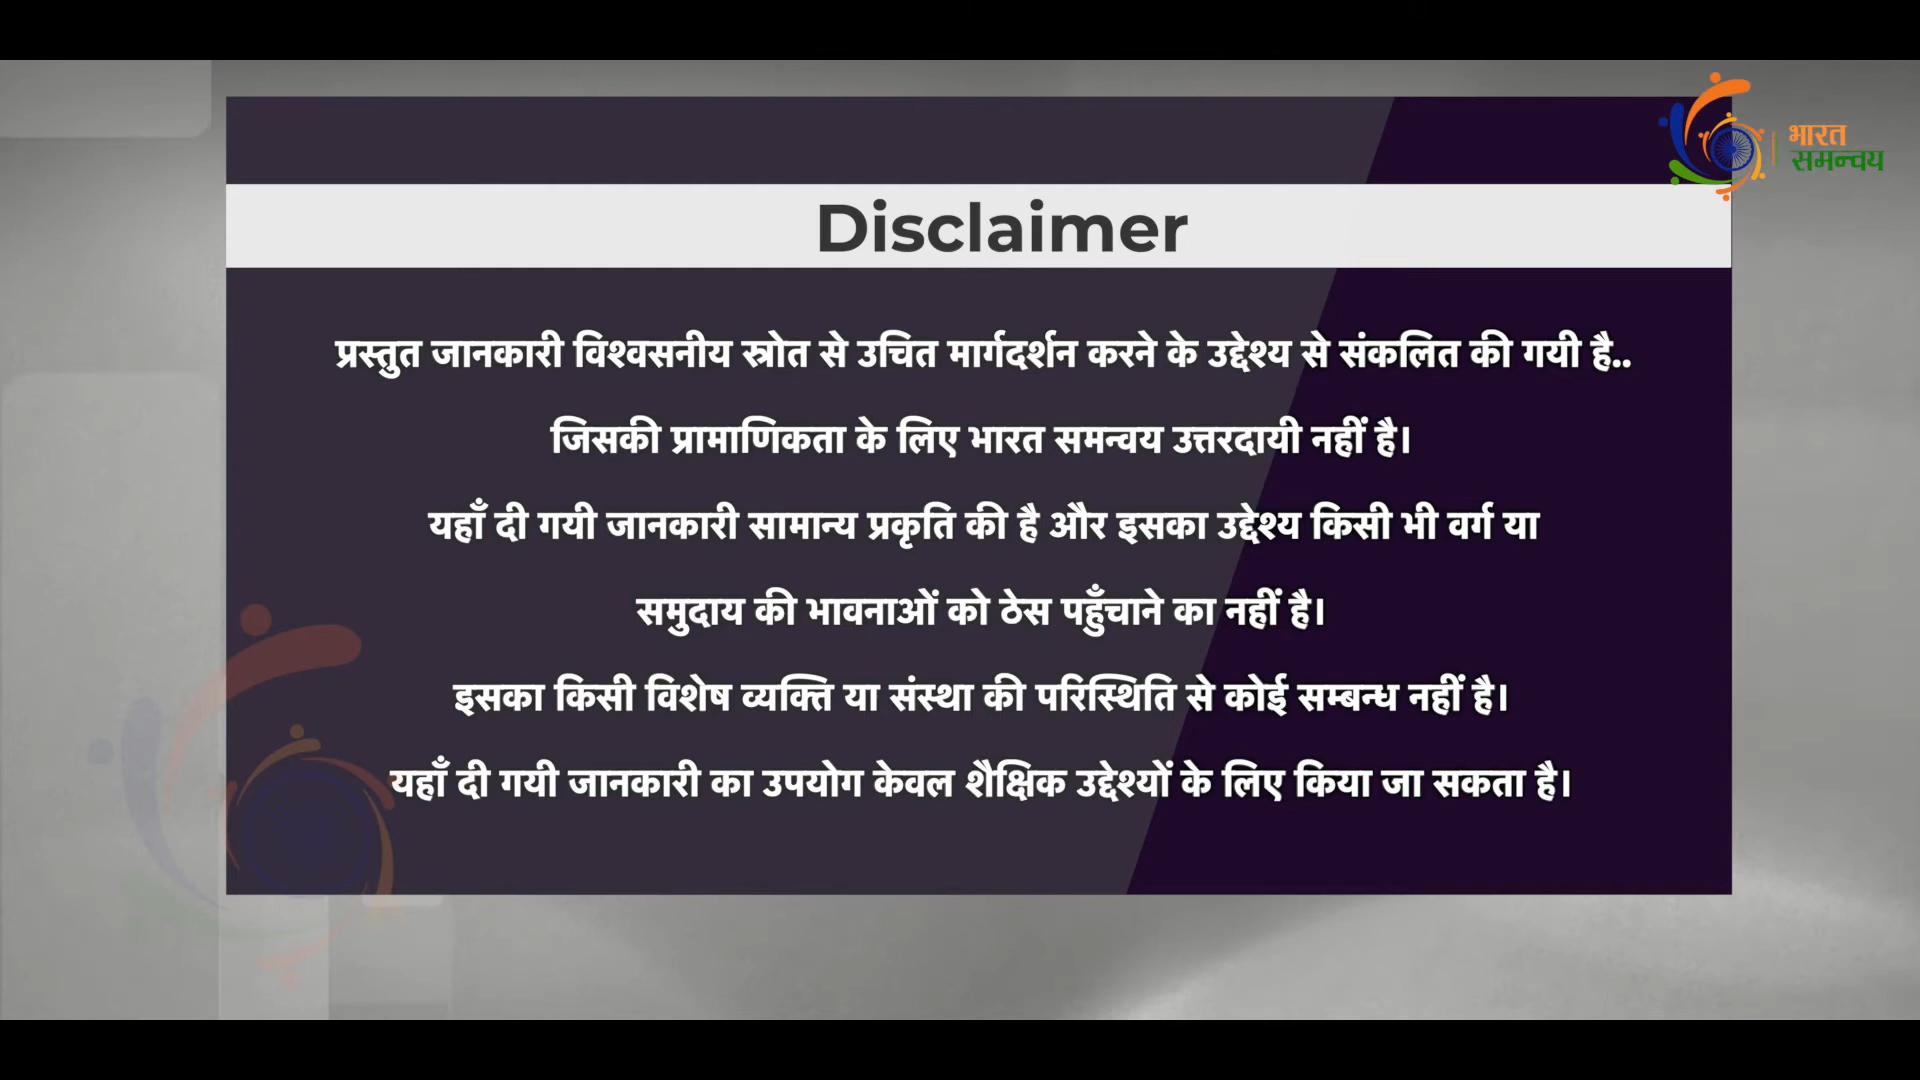 भारत
समन्वय
Disclaimer
प्रस्तुत जानकारी विश्वसनीय स्रोत से उचित मार्गदर्शन करने के उद्देश्य से संकलित की गयी है..
जिसकी प्रामाणिकता के लिए भारत समन्वय उत्तरदायी नहीं है।
यहाँ दी गयी जानकारी सामान्य प्रकृति की है और इसका उद्देश्य किसी भी वर्ग या
समुदाय की भावनाओं को ठेस पहुँचाने का नहीं है।
इसका किसी विशेष व्यक्ति या संस्था की परिस्थिति से कोई सम्बन्ध नहीं है।
यहाँ दी गयी जानकारी का उपयोग केवल शैक्षिक उद्देश्यों के लिए किया जा सकता है।